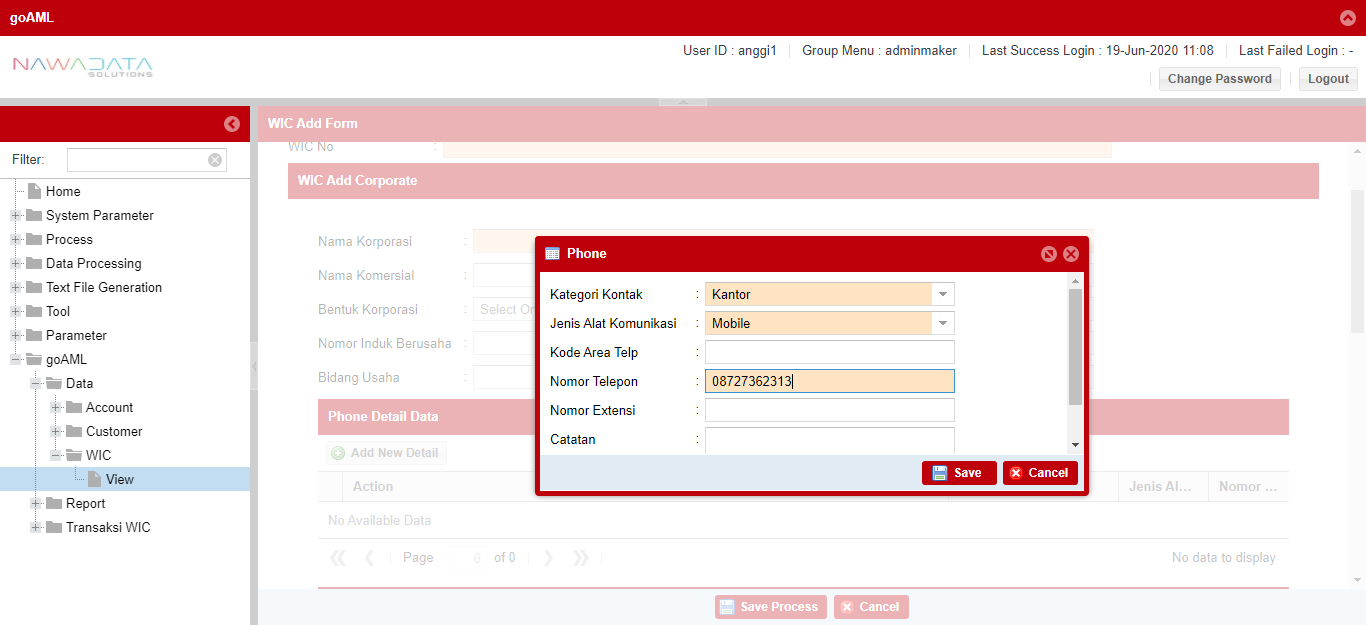 goAML
NAWADATA
SOLUTIONS
User ID : anggi1
Group Menu : adminmaker
Last Success Login : 19-Jun-2020 11:08
Last Failed Login : -
Change Password
Logout
Filter:
Home
System Parameter
Process
Data Processing
Text File Generation
Tool
Parameter
goAML
Data
Account
Customer
WIC
View
Report
Transaksi WIC
WIC Add Form
WIC No :
WIC Add Corporate
Nama Korporasi :
Nama Komersial :
Bentuk Korporasi : Select On
Nomor Induk Berusaha :
Bidang Usaha :
Phone Detail Data
Add New Detail
Action
Jenis Al...
Nomor ...
No Available Data
Page 0 of 0
No data to display
Save Process
Cancel
Phone
Kategori Kontak : Kantor
Jenis Alat Komunikasi : Mobile
Kode Area Telp :
Nomor Telepon : 08727362313
Nomor Extensi :
Catatan :
Save
Cancel